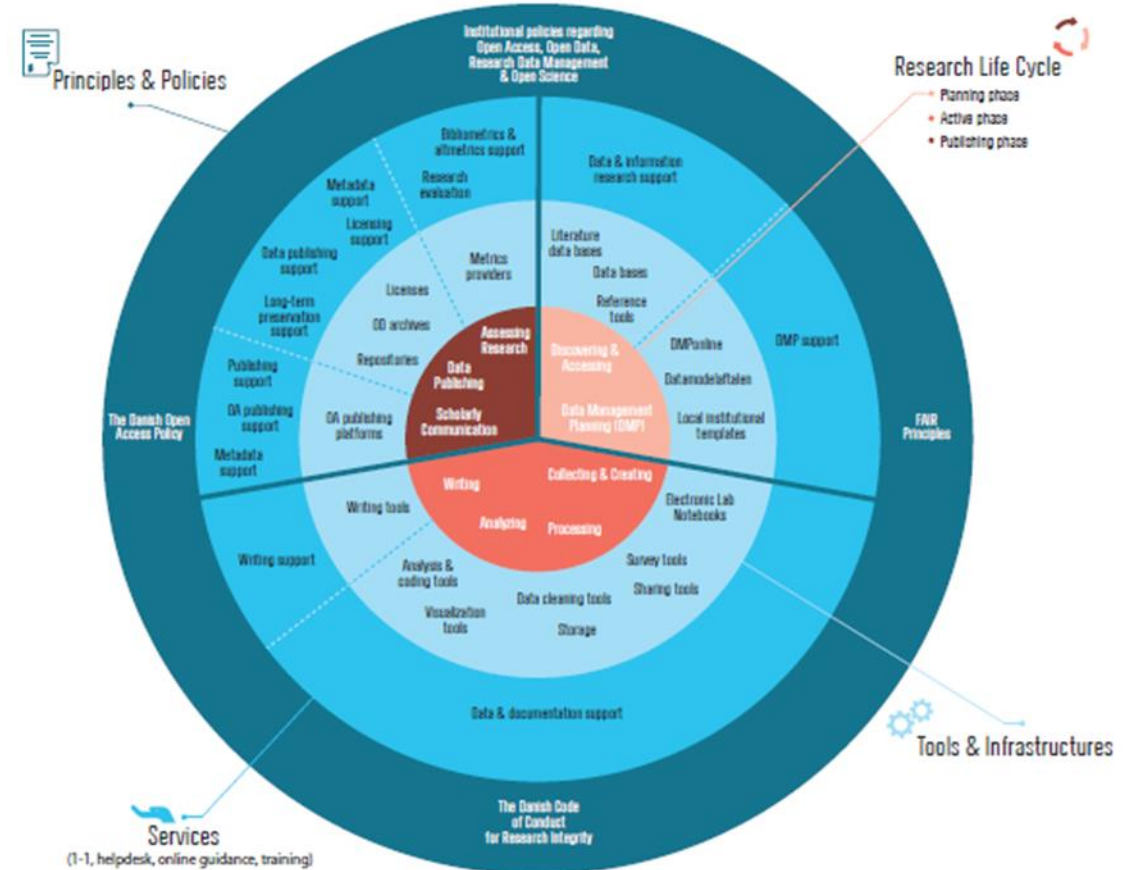 Principles & Policies
Institutional policies regarding
Open Access, Open Data,
Research Data Management
& Open Science
Research Life Cycle
• Planning phase
• Active phase
• Publishing phase
Bibliometrics &
altmetrics support
Research
evaluation
Data & information
research support
Metadata
support
Licensing
support
Data publishing
support
Long-term
preservation
support
Literature
data bases
Data bases
Reference
tools
Metrics
providers
Licenses
OD archives
Repositories
Assessing
Research
Data
Publishing
Scholarly
Communication
Discovering &
Accessing
Data Management
Planning (DMP)
DMPonline
Datamodelaftalen
Local institutional
templates
DMP support
Publishing
support
OA publishing
support
Metadata
support
OA publishing
platforms
The Danish Open
Access Policy
FAIR
Principles
Writing
Analyzing
Collecting & Creating
Processing
Writing tools
Electronic Lab
Notebooks
Writing support
Analysis &
coding tools
Visualization
tools
Data cleaning tools
Storage
Survey tools
Sharing tools
Data & documentation support
Tools & Infrastructures
The Danish Code
of Conduct
for Research Integrity
Services
(1-1, helpdesk, online guidance, training)